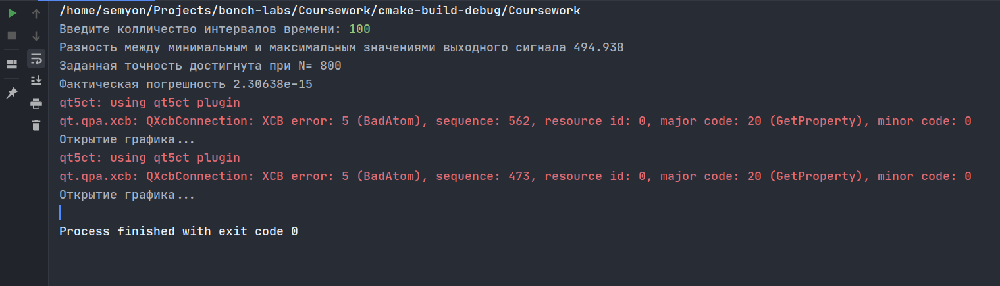 /home/semyon/Projects/bonch-labs/Coursework/cmake-build-debug/Coursework
Введите колличество интервалов времени: 100
Разность между минимальным и максимальным значениями выходного сигнала 494.938
Заданная точность достигнута при N= 800
Фактическая погрешность 2.30638e-15
qt5ct: using qt5ct plugin
qt.qpa.xcb: QXcbConnection: XCB error: 5 (BadAtom), sequence: 562, resource id: 0, major code: 20 (GetProperty), minor code: 0
Открытие графика...
qt5ct: using qt5ct plugin
qt.qpa.xcb: QXcbConnection: XCB error: 5 (BadAtom), sequence: 473, resource id: 0, major code: 20 (GetProperty), minor code: 0
Открытие графика...
Process finished with exit code 0